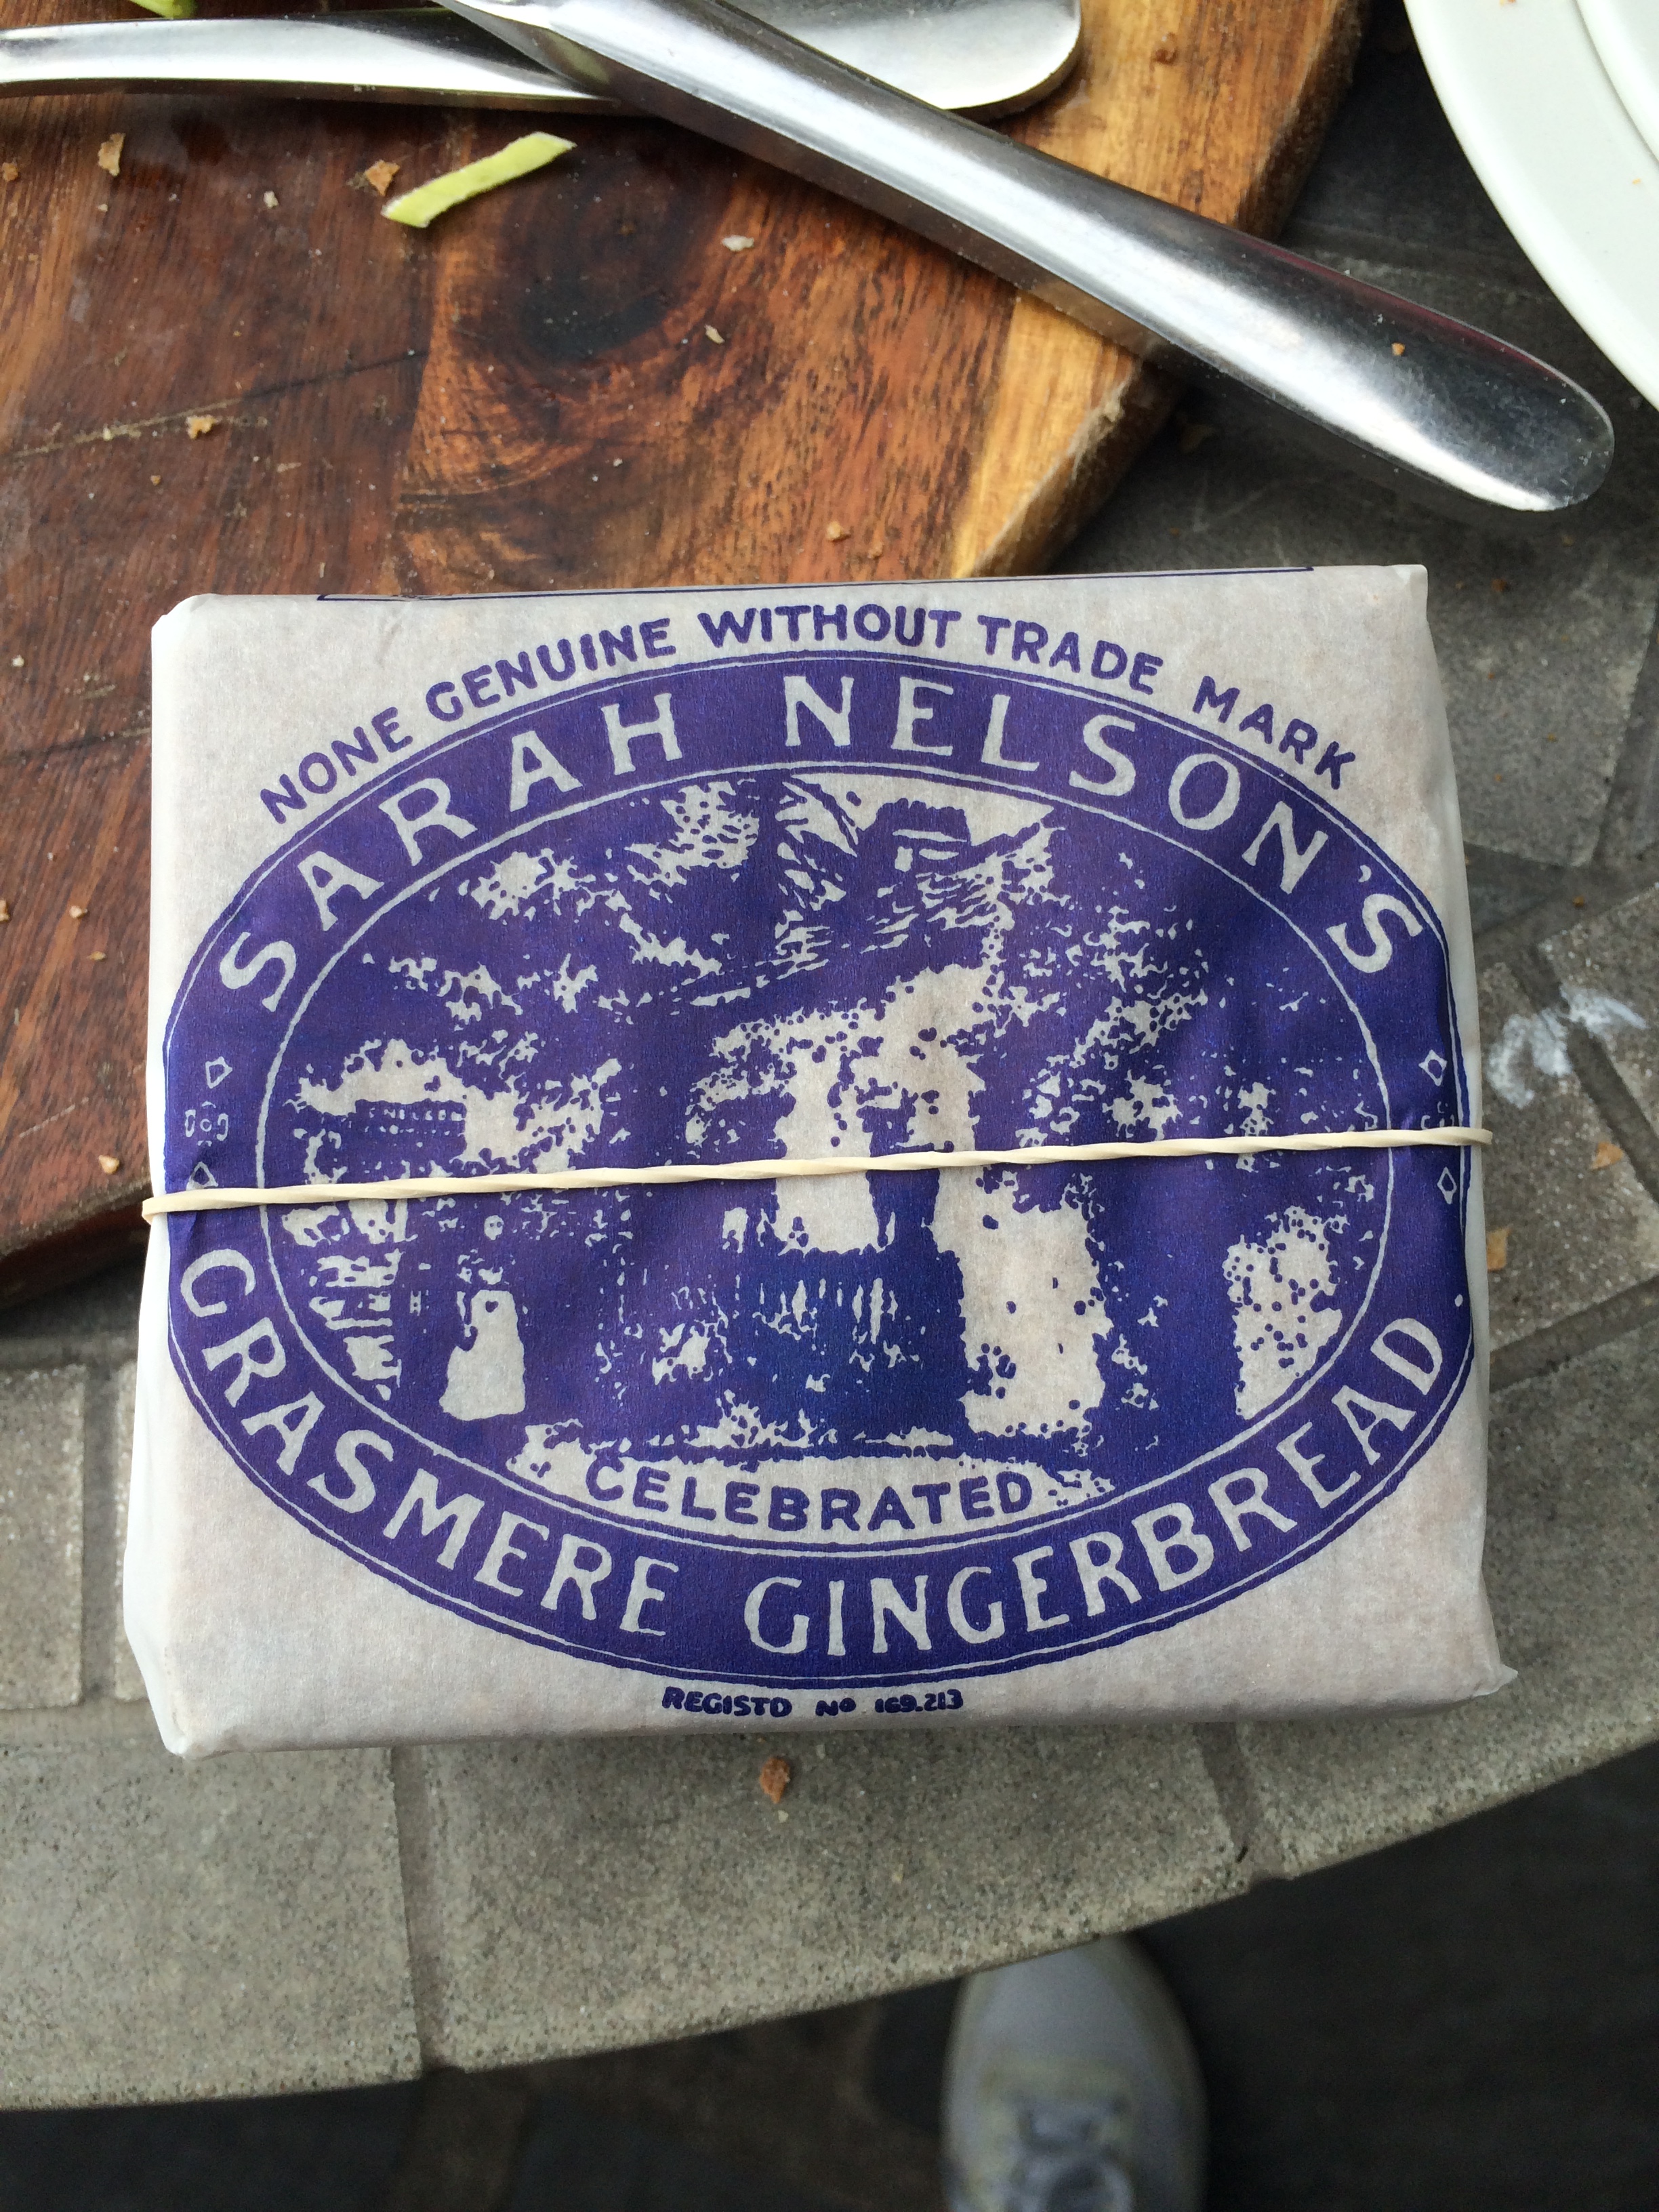 NONE GENUINE WITHOUT TRADE MARK
SARAH NELSON'S
CELEBRATED
GRASMERE GINGERBREAD
REGISTD No 169.213